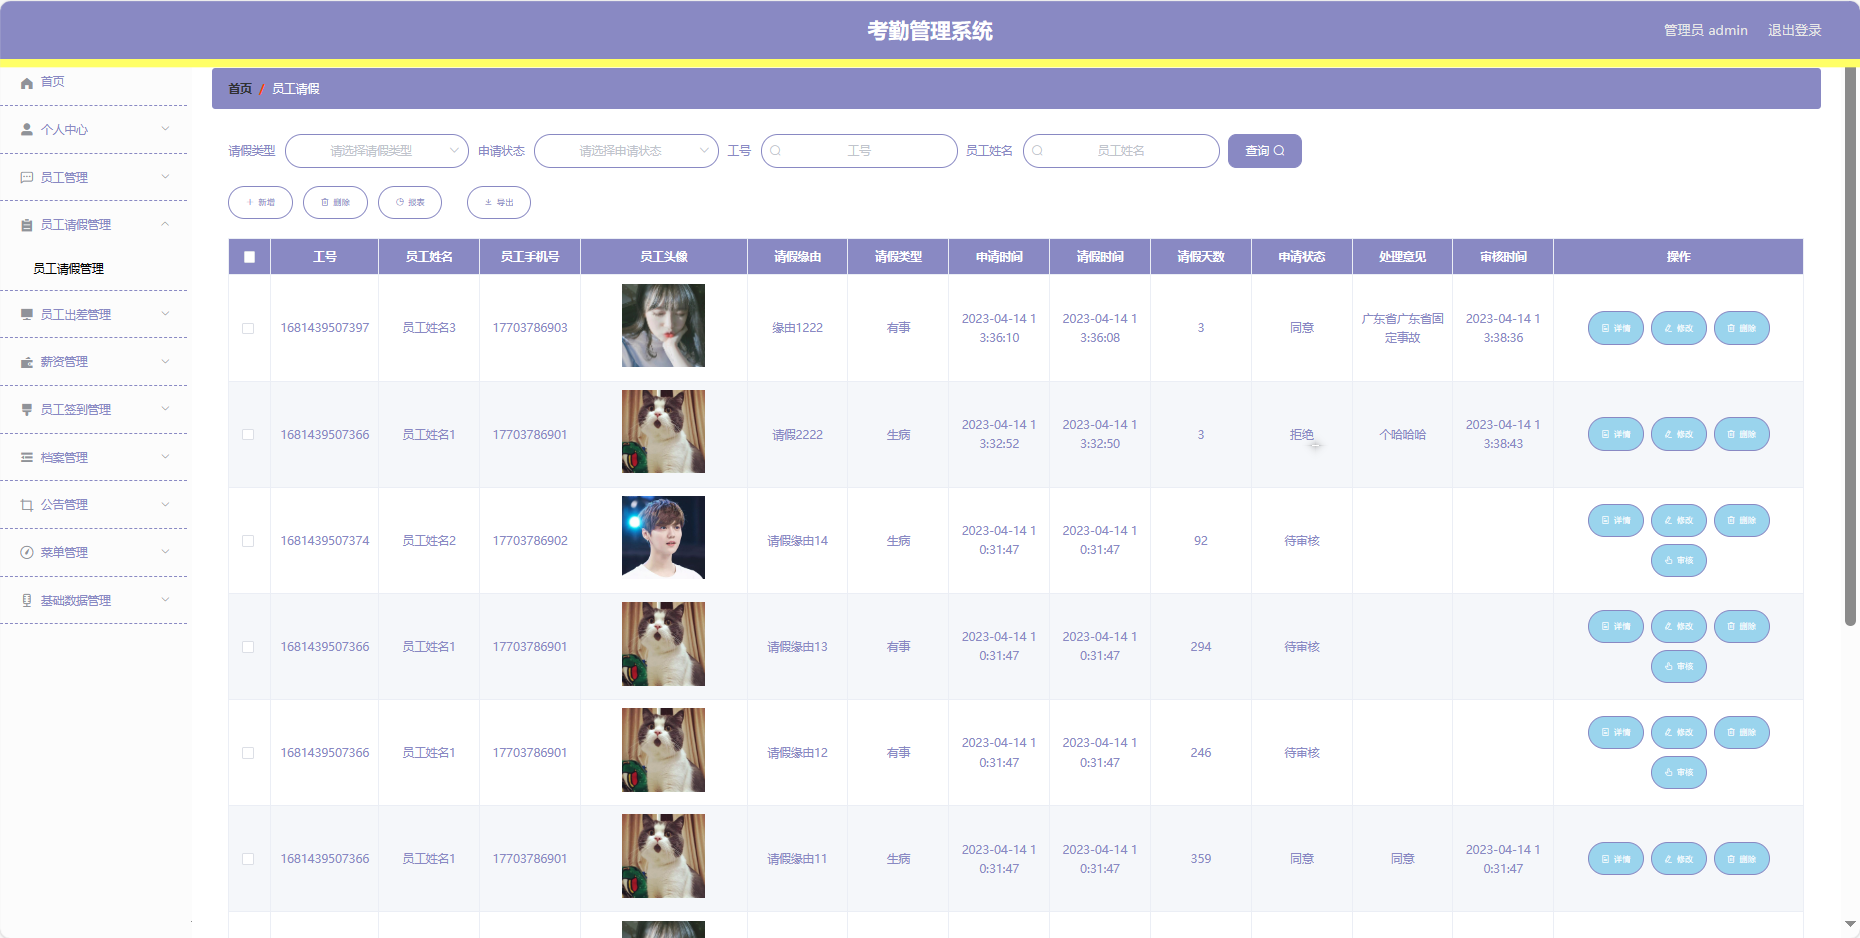 考勤管理系统
管理员 admin 退出登录
首页
个人中心
员工管理
员工请假管理
员工请假管理
员工出差管理
薪资管理
员工签到管理
档案管理
公告管理
菜单管理
基础数据管理
首页 / 员工请假
请假类型 请选择请假类型 申请状态 请选择申请状态 工号 工号 员工姓名 员工姓名 查询
新增 删除 报表 导出
工号 员工姓名 员工手机号 员工头像 请假缘由 请假类型 申请时间 请假时间 请假天数 申请状态 处理意见 审核时间 操作
1681439507397 员工姓名3 17703786903 缘由1222 有事 2023-04-14 13:36:10 2023-04-14 13:36:08 3 同意 广东省广东省固定事故 2023-04-14 13:38:36 详情 修改 删除
1681439507366 员工姓名1 17703786901 请假2222 生病 2023-04-14 13:32:52 2023-04-14 13:32:50 3 拒绝 个哈哈哈 2023-04-14 13:38:43 详情 修改 删除
1681439507374 员工姓名2 17703786902 请假缘由14 生病 2023-04-14 10:31:47 2023-04-14 10:31:47 92 待审核 详情 修改 删除 审核
1681439507366 员工姓名1 17703786901 请假缘由13 有事 2023-04-14 10:31:47 2023-04-14 10:31:47 294 待审核 详情 修改 删除 审核
1681439507366 员工姓名1 17703786901 请假缘由12 有事 2023-04-14 10:31:47 2023-04-14 10:31:47 246 待审核 详情 修改 删除 审核
1681439507366 员工姓名1 17703786901 请假缘由11 生病 2023-04-14 10:31:47 2023-04-14 10:31:47 359 同意 同意 2023-04-14 10:31:47 详情 修改 删除